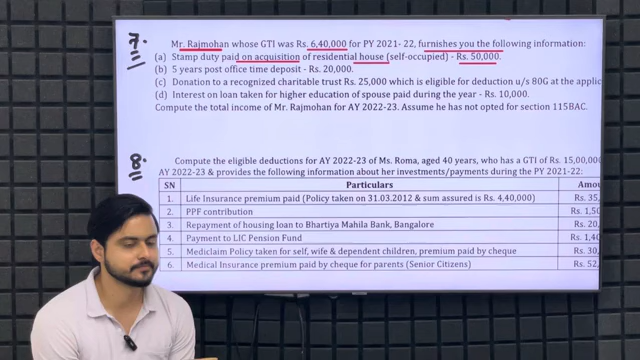 7.
Mr. Rajmohan whose GTI was Rs. 6,40,000 for PY 2021- 22, furnishes you the following information:
(a) Stamp duty paid on acquisition of residential house (self-occupied) - Rs. 50,000.
(b) 5 years post office time deposit - Rs. 20,000.
(c) Donation to a recognized charitable trust Rs. 25,000 which is eligible for deduction u/s 80G at the applic
(d) Interest on loan taken for higher education of spouse paid during the year - Rs. 10,000.
Compute the total income of Mr. Rajmohan for AY 2022-23. Assume he has not opted for section 115BAC.
8.
Compute the eligible deductions for AY 2022-23 of Ms. Roma, aged 40 years, who has a GTI of Rs. 15,00,000
AY 2022-23 & provides the following information about her investments/payments during the PY 2021-22:
SN Particulars Amou
1. Life Insurance premium paid (Policy taken on 31.03.2012 & sum assured is Rs. 4,40,000) Rs. 35,
2. PPF contribution Rs. 1,50
3. Repayment of housing loan to Bhartiya Mahila Bank, Bangalore Rs. 20,
4. Payment to LIC Pension Fund Rs. 1,40
5. Mediclaim Policy taken for self, wife & dependent children, premium paid by cheque Rs. 30,
6. Medical Insurance premium paid by cheque for parents (Senior Citizens) Rs. 52,